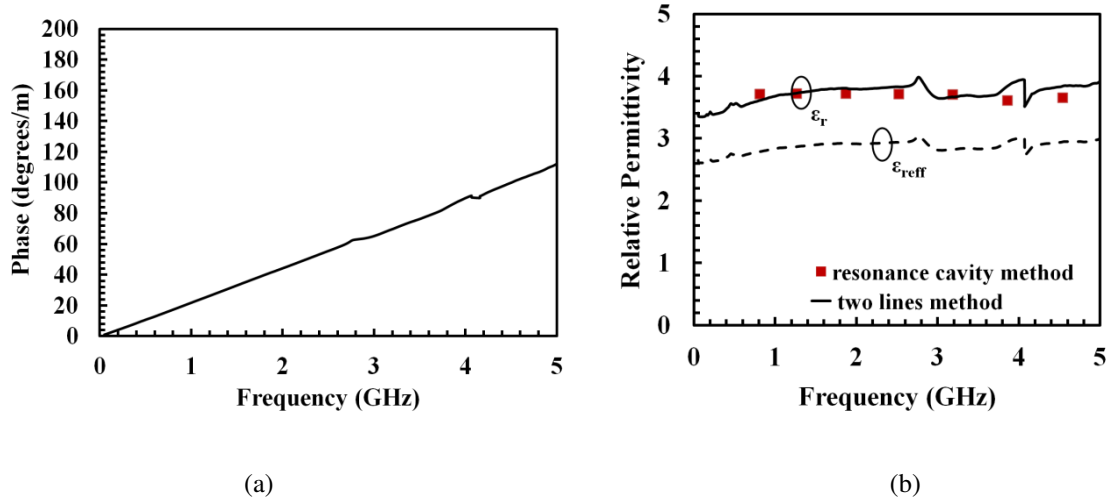 Phase (degrees/m)
200
180
160
140
120
100
80
60
40
20
0
0
1
2
3
4
5
Frequency (GHz)
(a)
Relative Permittivity
5
4
3
2
1
0
εr
εreff
resonance cavity method
two lines method
0
1
2
3
4
5
Frequency (GHz)
(b)